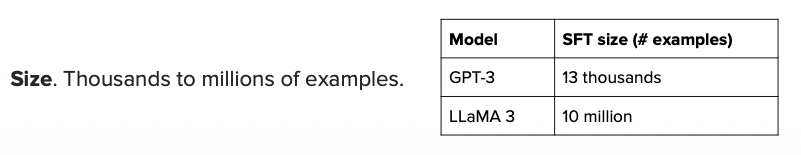 Size. Thousands to millions of examples.
Model SFT size (# examples)
GPT-3 13 thousands
LLaMA 3 10 million